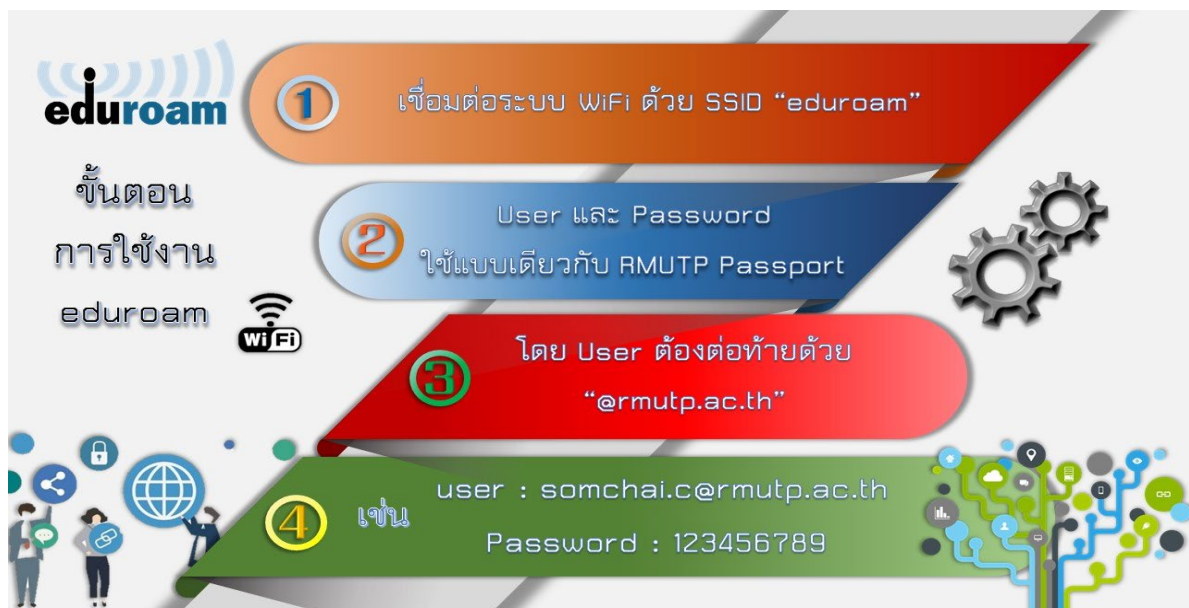 eduroam
ขั้นตอน
การใช้งาน
eduroam
WiFi
1
เชื่อมต่อระบบ WiFi ด้วย SSID “eduroam”
2
User และ Password
ใช้แบบเดียวกับ RMUTP Passport
3
โดย User ต้องต่อท้ายด้วย
“@rmutp.ac.th”
4
เช่น
user : somchai.c@rmutp.ac.th
Password : 123456789